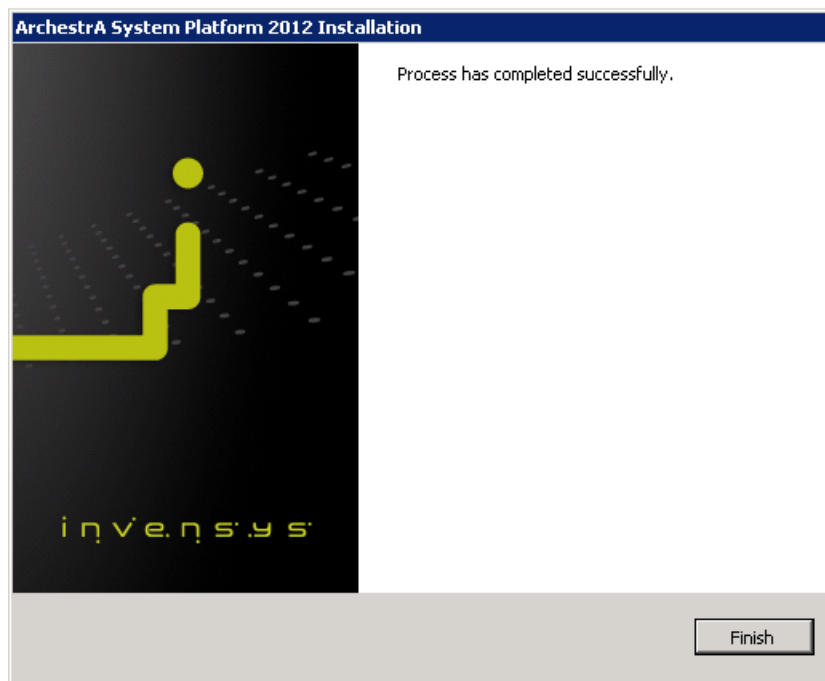 ArchestrA System Platform 2012 Installation
Process has completed successfully.
invensys
Finish